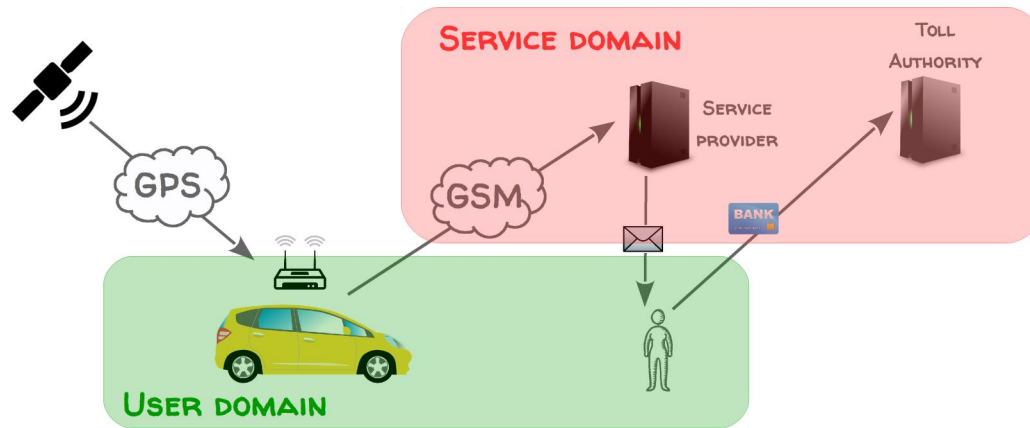 SERVICE DOMAIN
TOLL
AUTHORITY
SERVICE
PROVIDER
GPS
GSM
BANK
USER DOMAIN